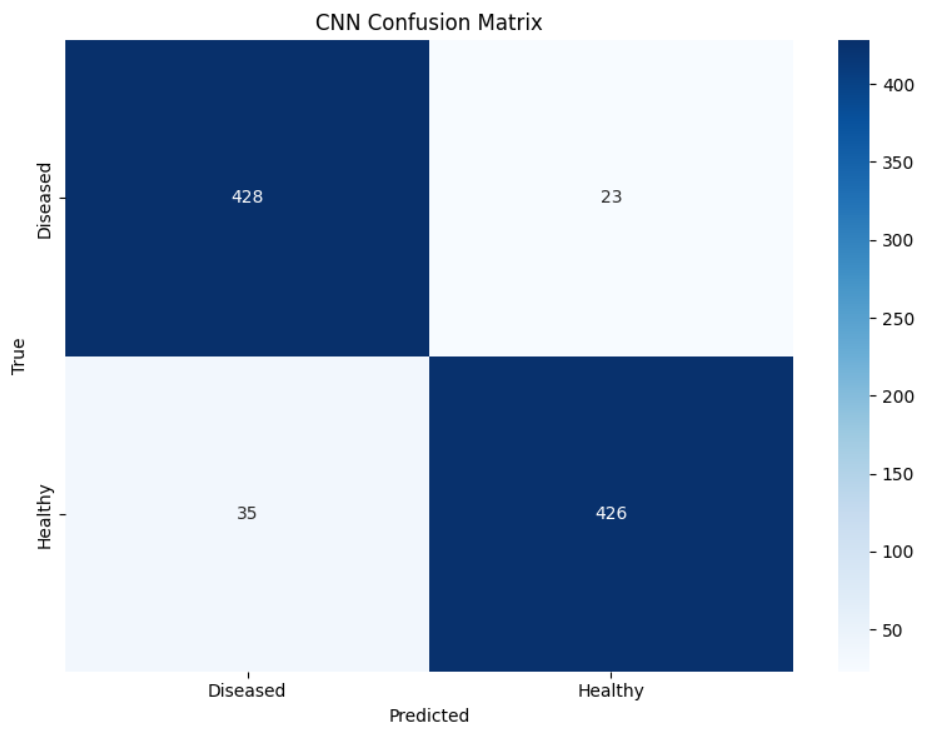 CNN Confusion Matrix
Diseased
428
23
Healthy
35
426
True
Diseased
Healthy
Predicted
400
350
300
250
200
150
100
50